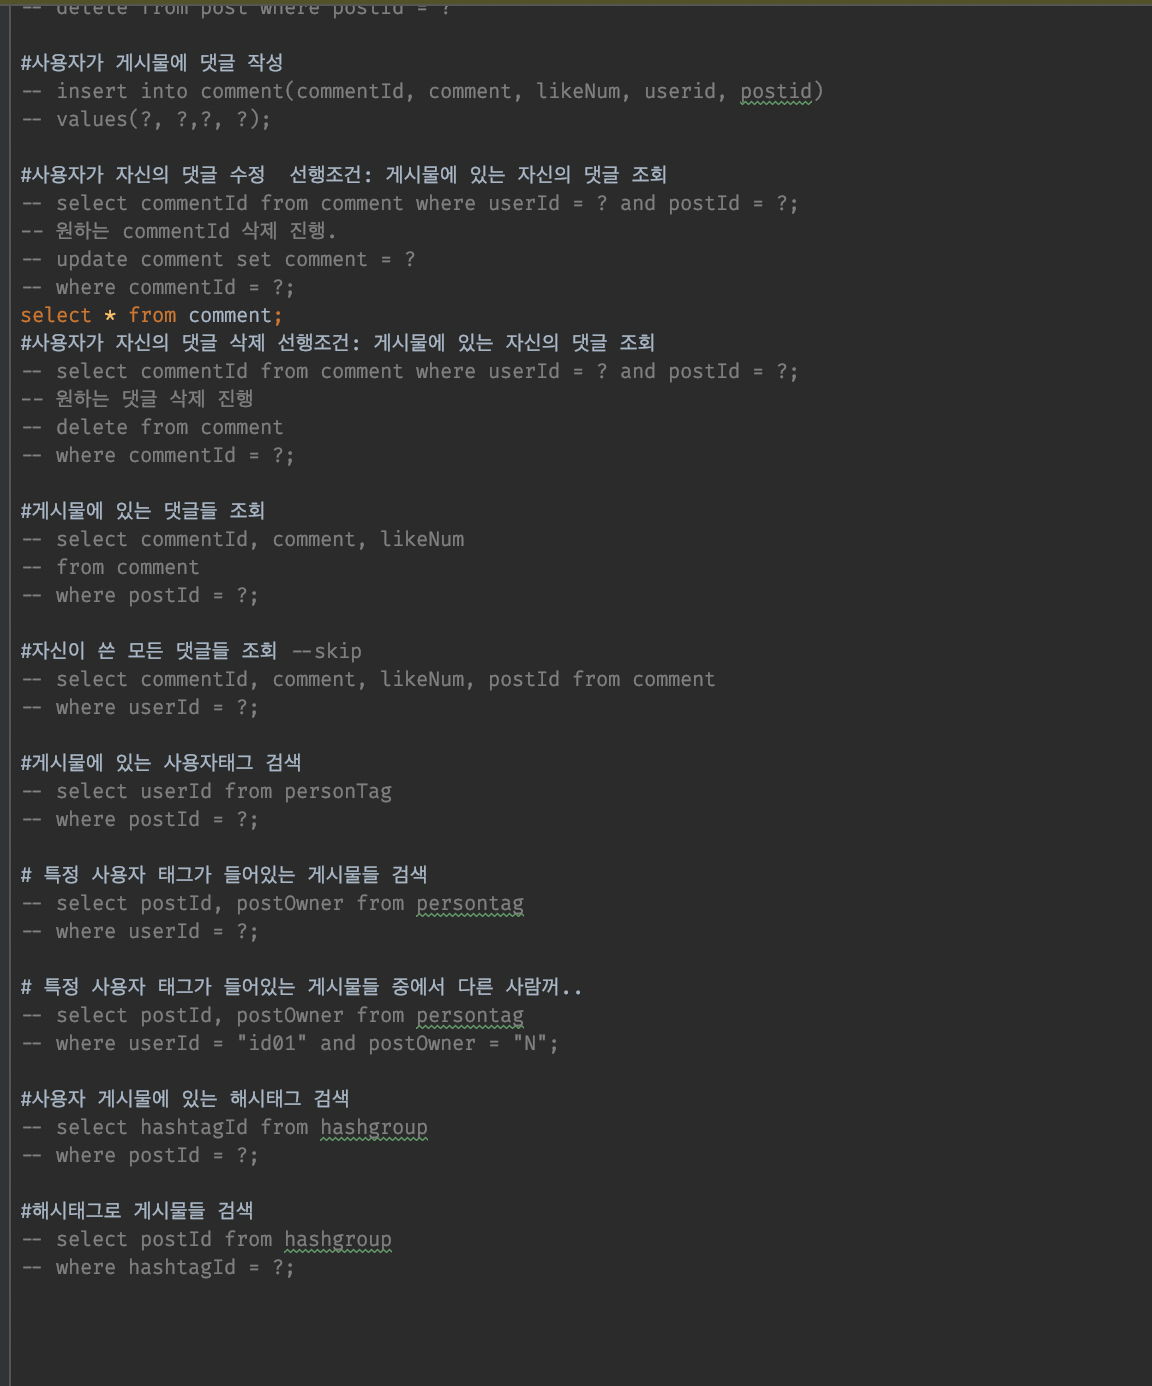 -- delete from post where postid = ?
#사용자가 게시물에 댓글 작성
-- insert into comment(commentId, comment, likeNum, userid, postid)
-- values(?, ?,?, ?);
#사용자가 자신의 댓글 수정  선행조건: 게시물에 있는 자신의 댓글 조회
-- select commentId from comment where userId = ? and postId = ?;
-- 원하는 commentId 삭제 진행.
-- update comment set comment = ?
-- where commentId = ?;
select * from comment;
#사용자가 자신의 댓글 삭제 선행조건: 게시물에 있는 자신의 댓글 조회
-- select commentId from comment where userId = ? and postId = ?;
-- 원하는 댓글 삭제 진행
-- delete from comment
-- where commentId = ?;
#게시물에 있는 댓글들 조회
-- select commentId, comment, likeNum
-- from comment
-- where postId = ?;
#자신이 쓴 모든 댓글들 조회 --skip
-- select commentId, comment, likeNum, postId from comment
-- where userId = ?;
#게시물에 있는 사용자태그 검색
-- select userId from personTag
-- where postId = ?;
# 특정 사용자 태그가 들어있는 게시물들 검색
-- select postId, postOwner from persontag
-- where userId = ?;
# 특정 사용자 태그가 들어있는 게시물들 중에서 다른 사람꺼..
-- select postId, postOwner from persontag
-- where userId = "id01" and postOwner = "N";
#사용자 게시물에 있는 해시태그 검색
-- select hashtagId from hashgroup
-- where postId = ?;
#해시태그로 게시물들 검색
-- select postId from hashgroup
-- where hashtagId = ?;